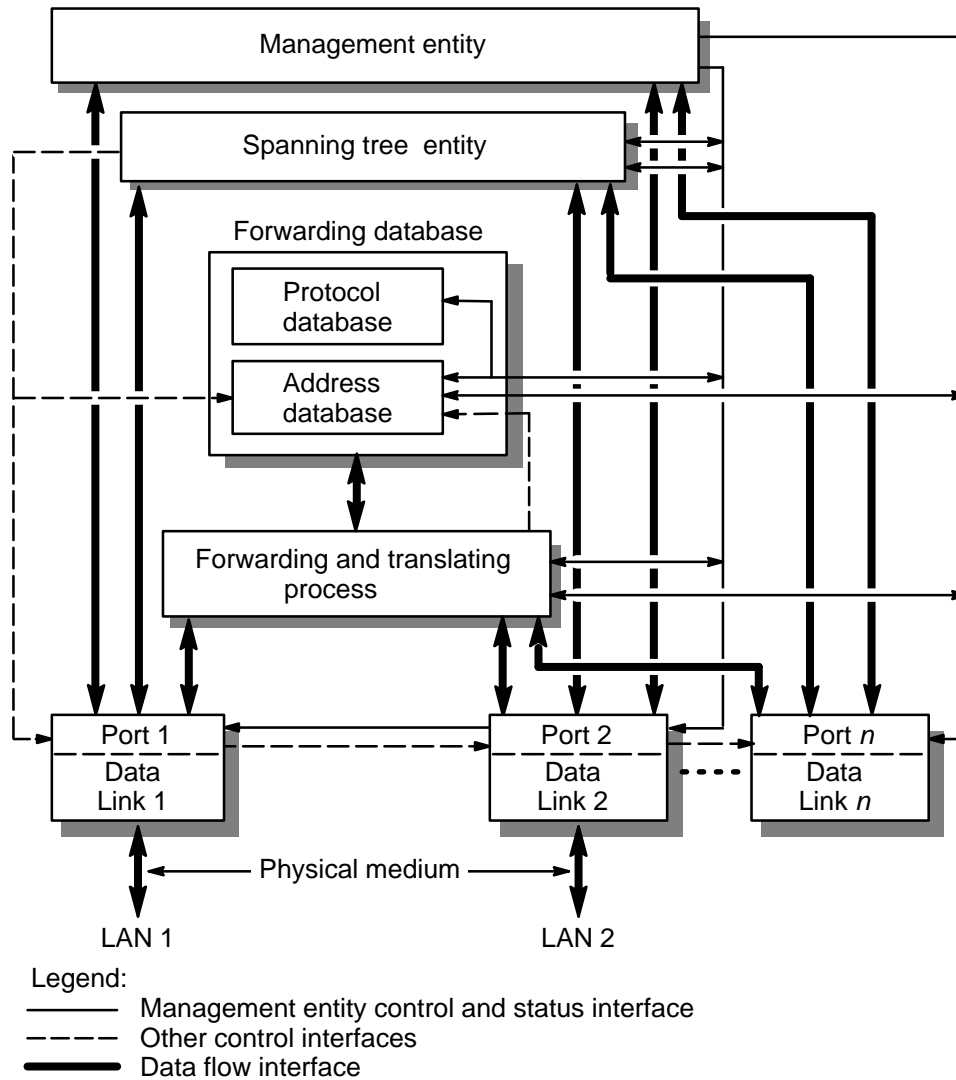 Management entity
Spanning tree entity
Forwarding database
Protocol
database
Address
database
Forwarding and translating
process
Port 1
Data
Link 1
Port 2
Data
Link 2
Port n
Data
Link n
Physical medium
LAN 1
LAN 2
Legend:
Management entity control and status interface
Other control interfaces
Data flow interface